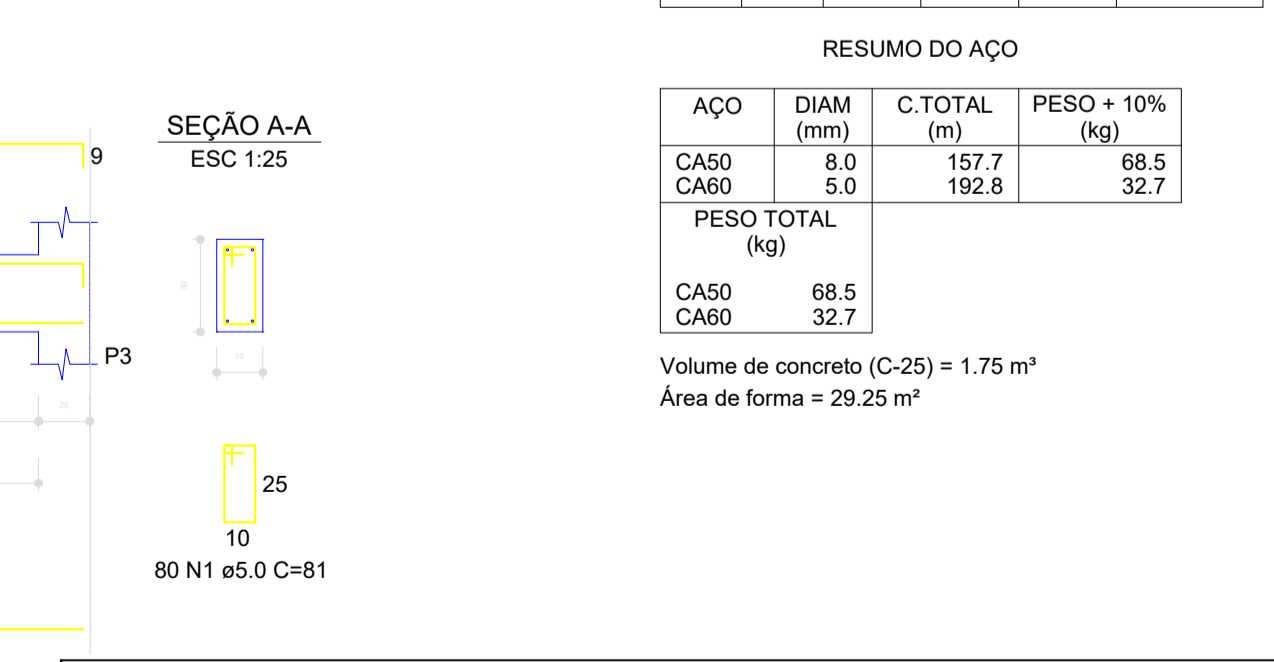 RESUMO DO AÇO
AÇO DIAM C.TOTAL PESO + 10%
(mm) (m) (kg)
CA50 8.0 157.7 68.5
CA60 5.0 192.8 32.7
PESO TOTAL
(kg)
CA50 68.5
CA60 32.7
Volume de concreto (C-25) = 1.75 m³
Área de forma = 29.25 m²
SEÇÃO A-A
ESC 1:25
9
30
15
P3
20
25
10
80 N1 ø5.0 C=81